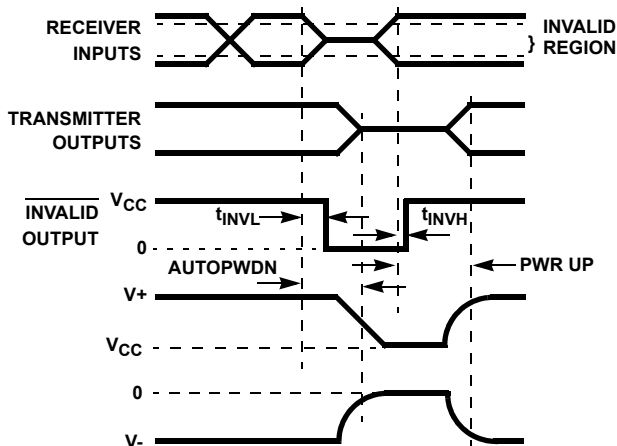 RECEIVER
INPUTS
INVALID
} REGION
TRANSMITTER
OUTPUTS
VCC
INVALID
OUTPUT
tINVL
tINVH
0
AUTOPWDN
PWR UP
V+
VCC
0
V-